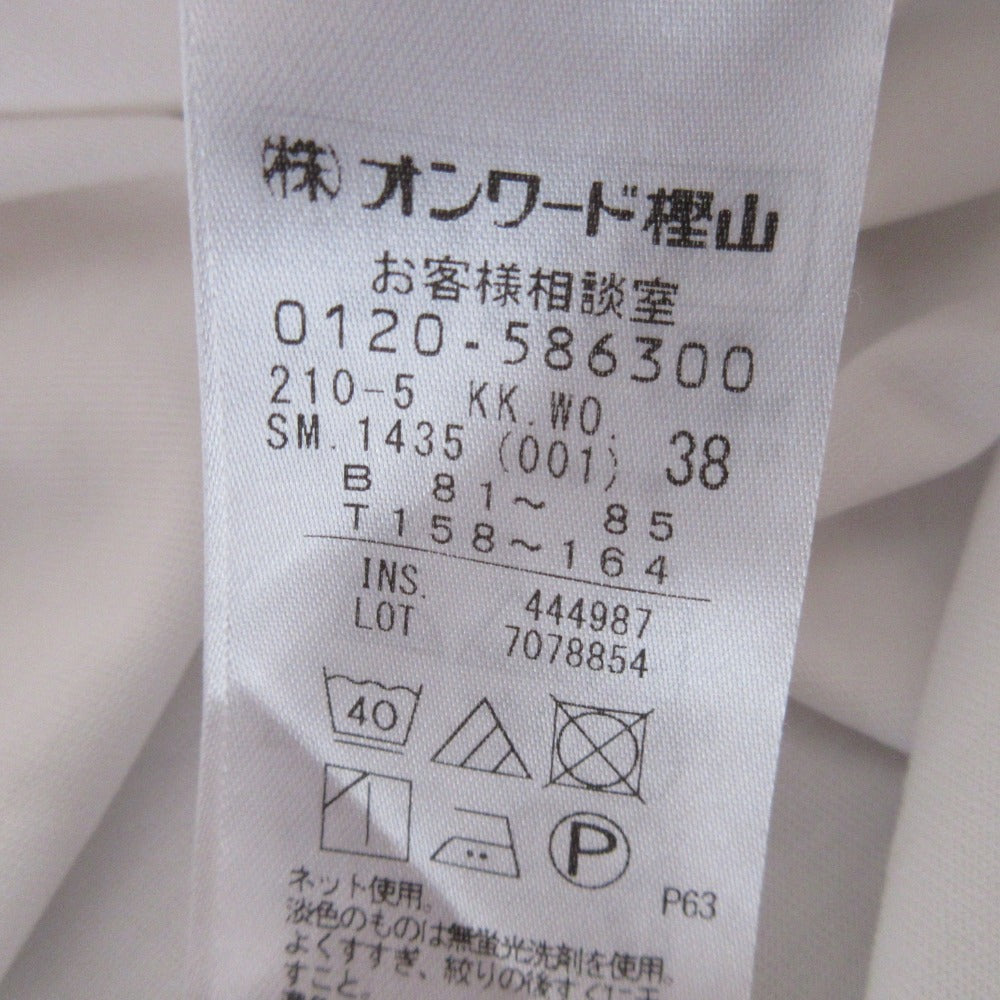 ㈱オンワード樫山
お客様相談室
0120-586300
210-5 KK.WO.
SM.1435 (001) 38
B 81～ 85
T158～164
INS. 444987
LOT 7078854
40
P
P63
ネット使用。
淡色のものは無蛍光洗剤を使用。
よくすすぎ、絞りの後すぐに干
すこと。